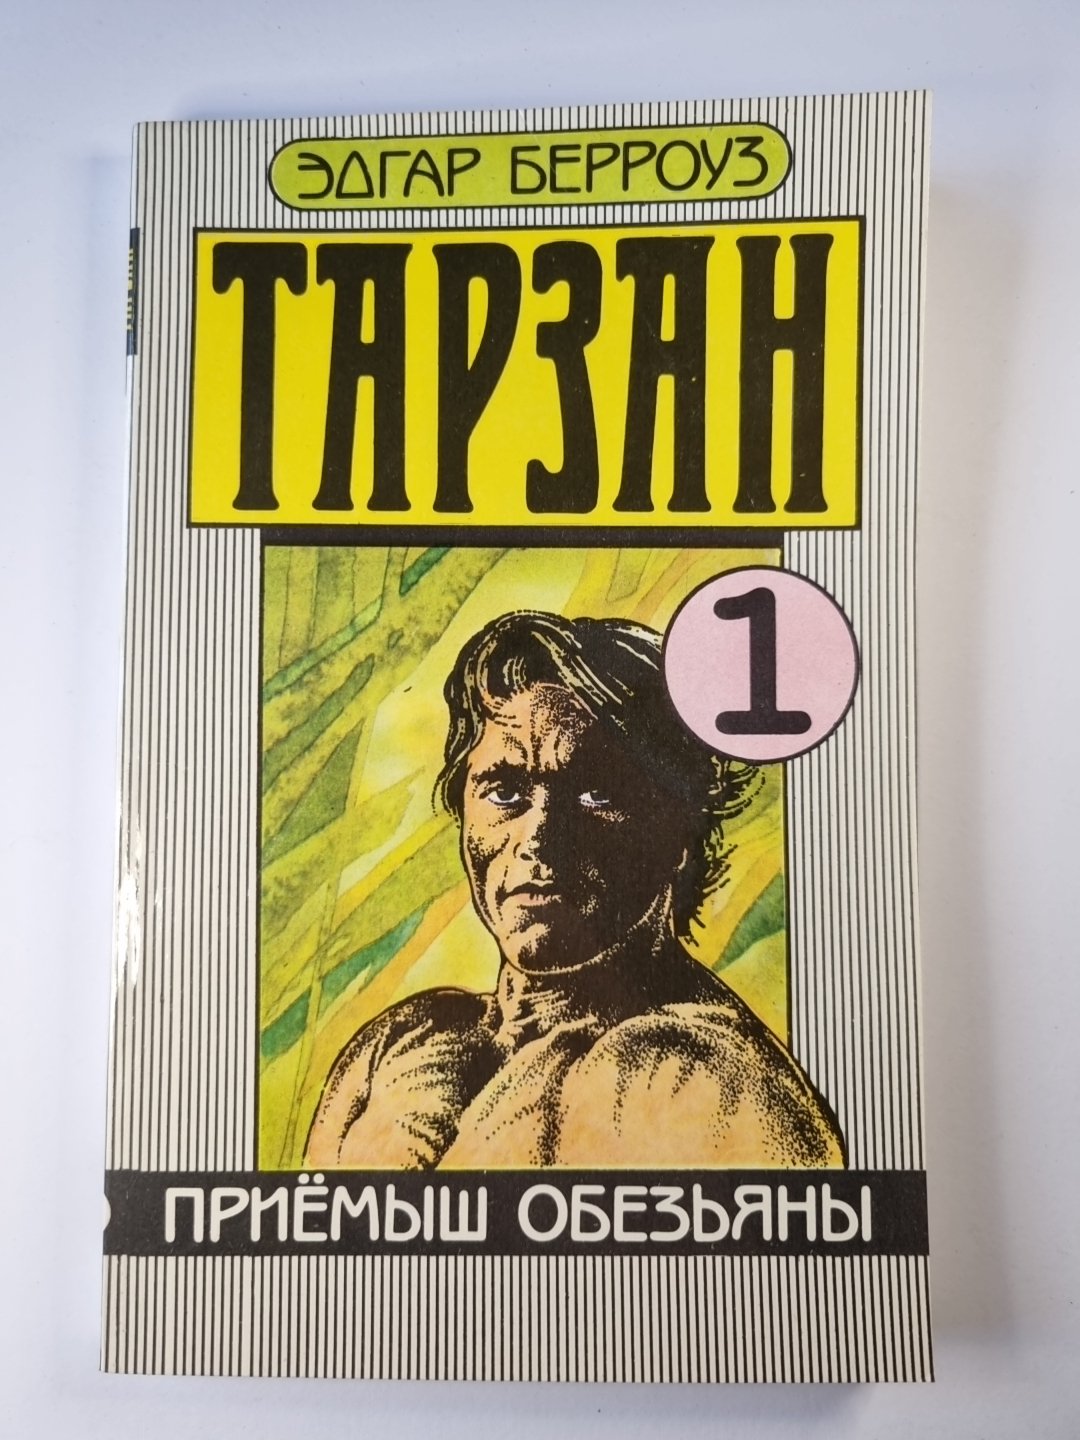 ЭДГАР БЕРРОУЗ
ТАРЗАН
1
ПРИЁМЫШ ОБЕЗЬЯНЫ